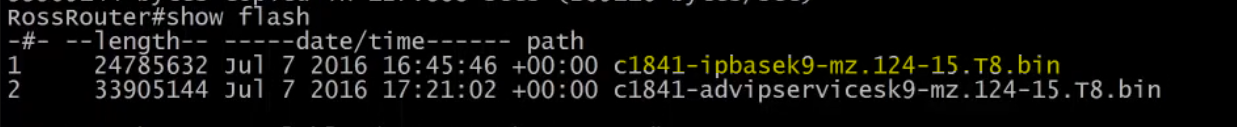 RossRouter#show flash
-#- --length-- -----date/time------ path
1     24785632 Jul 7 2016 16:45:46 +00:00 c1841-ipbasek9-mz.124-15.T8.bin
2     33905144 Jul 7 2016 17:21:02 +00:00 c1841-advipservicesk9-mz.124-15.T8.bin